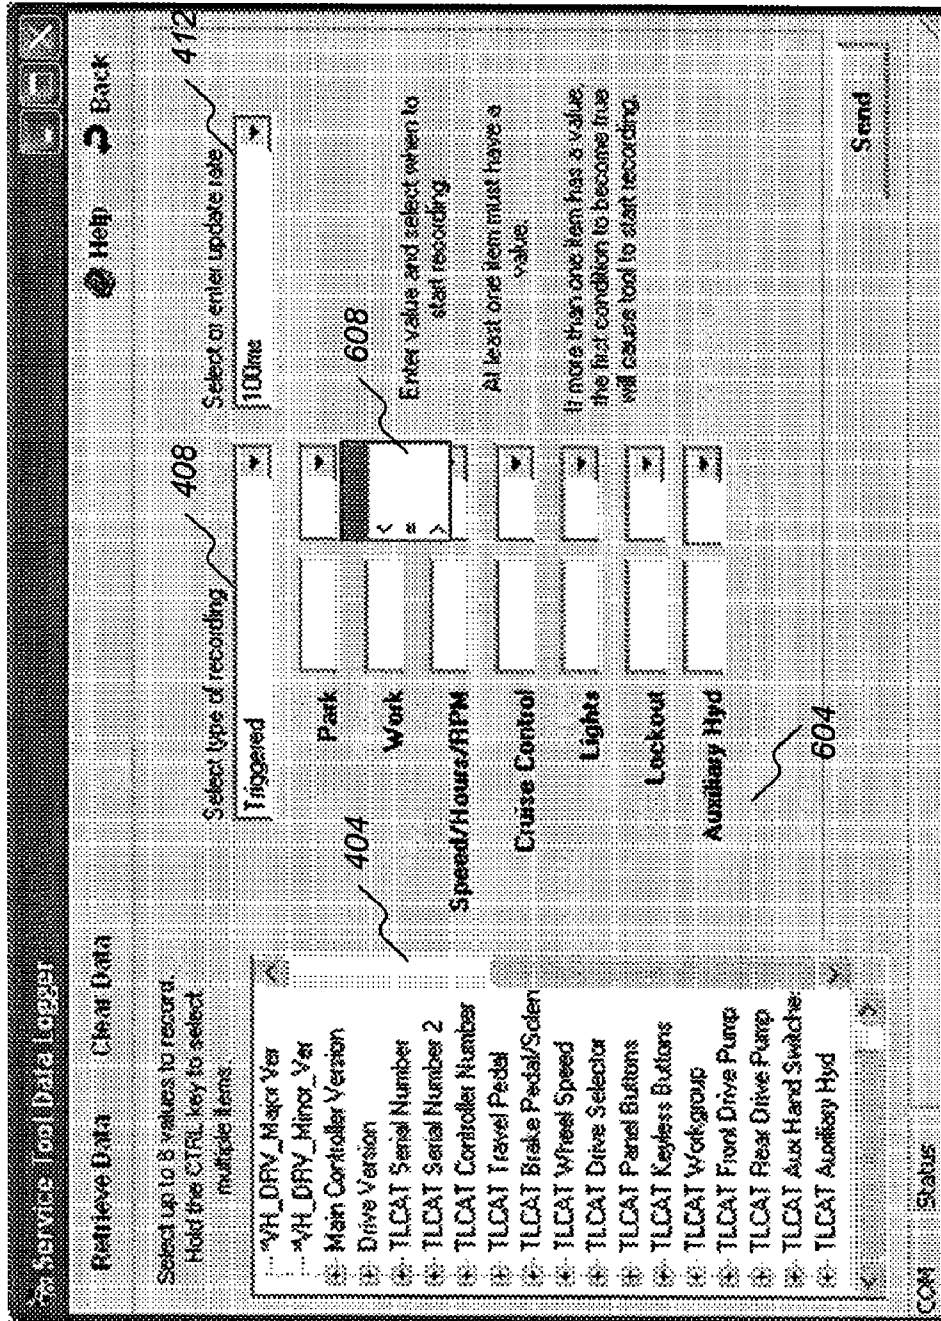 Service Tool Data Logger
Retrieve Data Clear Data Help Back
Select up to 8 values to record.
Hold the CTRL key to select
multiple items.
404
VH_DRV_Major Ver
VH_DRV_Minor_Ver
Main Controller Version
Drive Version
TLCAT Serial Number
TLCAT Serial Number 2
TLCAT Controller Number
TLCAT Travel Pedal
TLCAT Brake Pedal/Solen
TLCAT Wheel Speed
TLCAT Drive Selector
TLCAT Panel Buttons
TLCAT Keyless Buttons
TLCAT Workgroup
TLCAT Front Drive Pump
TLCAT Rear Drive Pump
TLCAT Aux Hand Switche
TLCAT Auxiliary Hyd
Select type of recording
408
Triggered
Select or enter update rate
412
100ms
Park
Work
Speed/Hours/RPM
Cruise Control
Lights
Lockout
Auxiliary Hyd
604
<
=
>
608
Enter value and select when to
start recording.
At least one item must have a
value.
If more than one item has a value,
the first condition to become true
will cause tool to start recording.
Send
COM Status